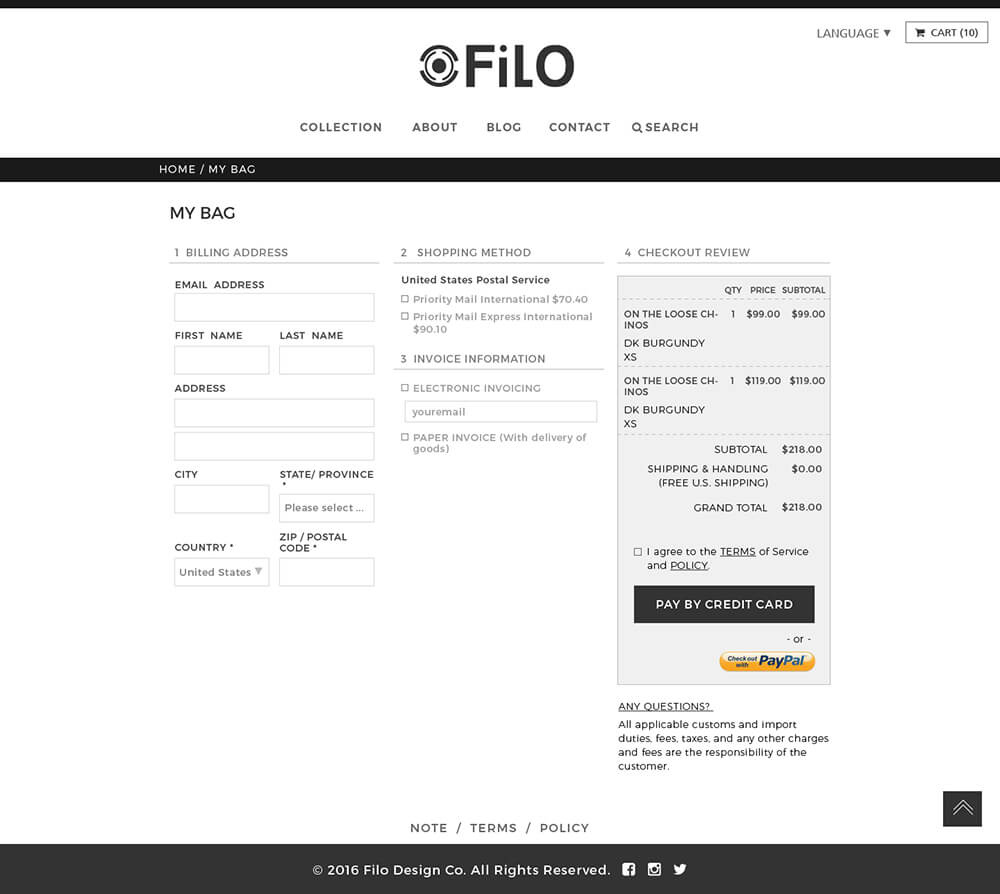 LANGUAGE ▼
CART (10)
FiLO
COLLECTION ABOUT BLOG CONTACT SEARCH
HOME / MY BAG
MY BAG
1 BILLING ADDRESS
EMAIL ADDRESS
FIRST NAME LAST NAME
ADDRESS
CITY STATE/ PROVINCE
*
Please select ...
COUNTRY * ZIP / POSTAL
CODE *
United States ▼
2 SHOPPING METHOD
United States Postal Service
Priority Mail International $70.40
Priority Mail Express International
$90.10
3 INVOICE INFORMATION
ELECTRONIC INVOICING
youremail
PAPER INVOICE (With delivery of
goods)
4 CHECKOUT REVIEW
QTY PRICE SUBTOTAL
ON THE LOOSE CH- 1 $99.00 $99.00
INOS
DK BURGUNDY
XS
ON THE LOOSE CH- 1 $119.00 $119.00
INOS
DK BURGUNDY
XS
SUBTOTAL $218.00
SHIPPING & HANDLING $0.00
(FREE U.S. SHIPPING)
GRAND TOTAL $218.00
I agree to the TERMS of Service
and POLICY.
PAY BY CREDIT CARD
- or -
Check out
with PayPal
ANY QUESTIONS?
All applicable customs and import
duties, fees, taxes, and any other charges
and fees are the responsibility of the
customer.
NOTE / TERMS / POLICY
© 2016 Filo Design Co. All Rights Reserved.